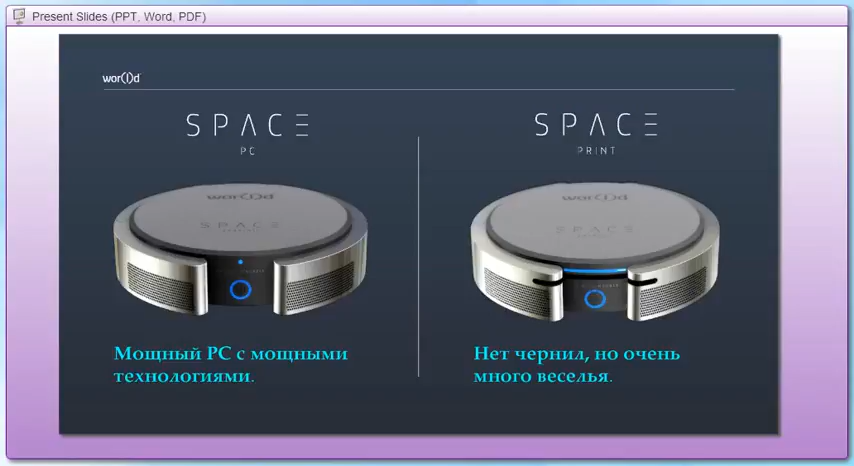 Present Slides (PPT, Word, PDF)
wor(l)d
SPACE
PC
SPACE
PRINT
wor(l)d
SPACE
wor(l)d
SPACE
Мощный PC с мощными
технологиями.
Нет чернил, но очень
много веселья.